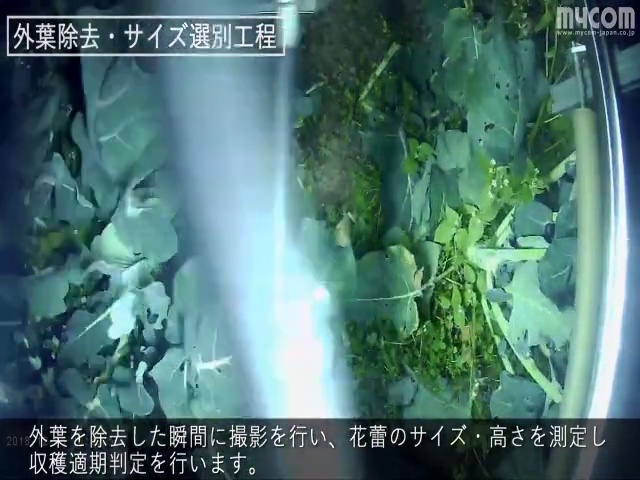 外葉除去・サイズ選別工程
mycom
www.mycom-japan.co.jp
2018
外葉を除去した瞬間に撮影を行い、花蕾のサイズ・高さを測定し
収穫適期判定を行います。